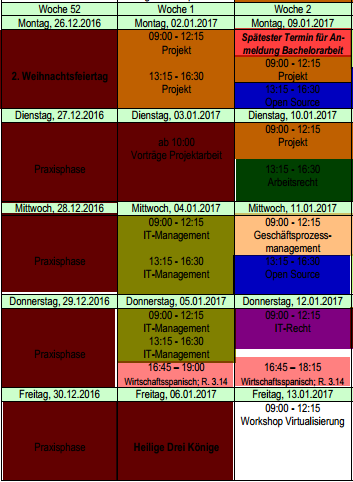 Woche 52 Woche 1 Woche 2
Montag, 26.12.2016 Montag, 02.01.2017 Montag, 09.01.2017
2. Weihnachtsfeiertag
09:00 - 12:15
Projekt
13:15 - 16:30
Projekt
Spätester Termin für An-
meldung Bachelorarbeit
09:00 - 12:15
Projekt
13:15 - 16:30
Open Source
Dienstag, 27.12.2016 Dienstag, 03.01.2017 Dienstag, 10.01.2017
Praxisphase
ab 10:00
Vorträge Projektarbeit
09:00 - 12:15
Projekt
13:15 - 16:30
Arbeitsrecht
Mittwoch, 28.12.2016 Mittwoch, 04.01.2017 Mittwoch, 11.01.2017
Praxisphase
09:00 - 12:15
IT-Management
13:15 - 16:30
IT-Management
09:00 - 12:15
Geschäftsprozess-
management
13:15 - 16:30
Open Source
Donnerstag, 29.12.2016 Donnerstag, 05.01.2017 Donnerstag, 12.01.2017
Praxisphase
09:00 - 12:15
IT-Management
13:15 - 16:30
IT-Management
16:45 – 19:00
Wirtschaftsspanisch; R. 3.14
09:00 - 12:15
IT-Recht
16:45 – 18:15
Wirtschaftsspanisch; R. 3.14
Freitag, 30.12.2016 Freitag, 06.01.2017 Freitag, 13.01.2017
Praxisphase
Heilige Drei Könige
09:00 - 12:15
Workshop Virtualisierung